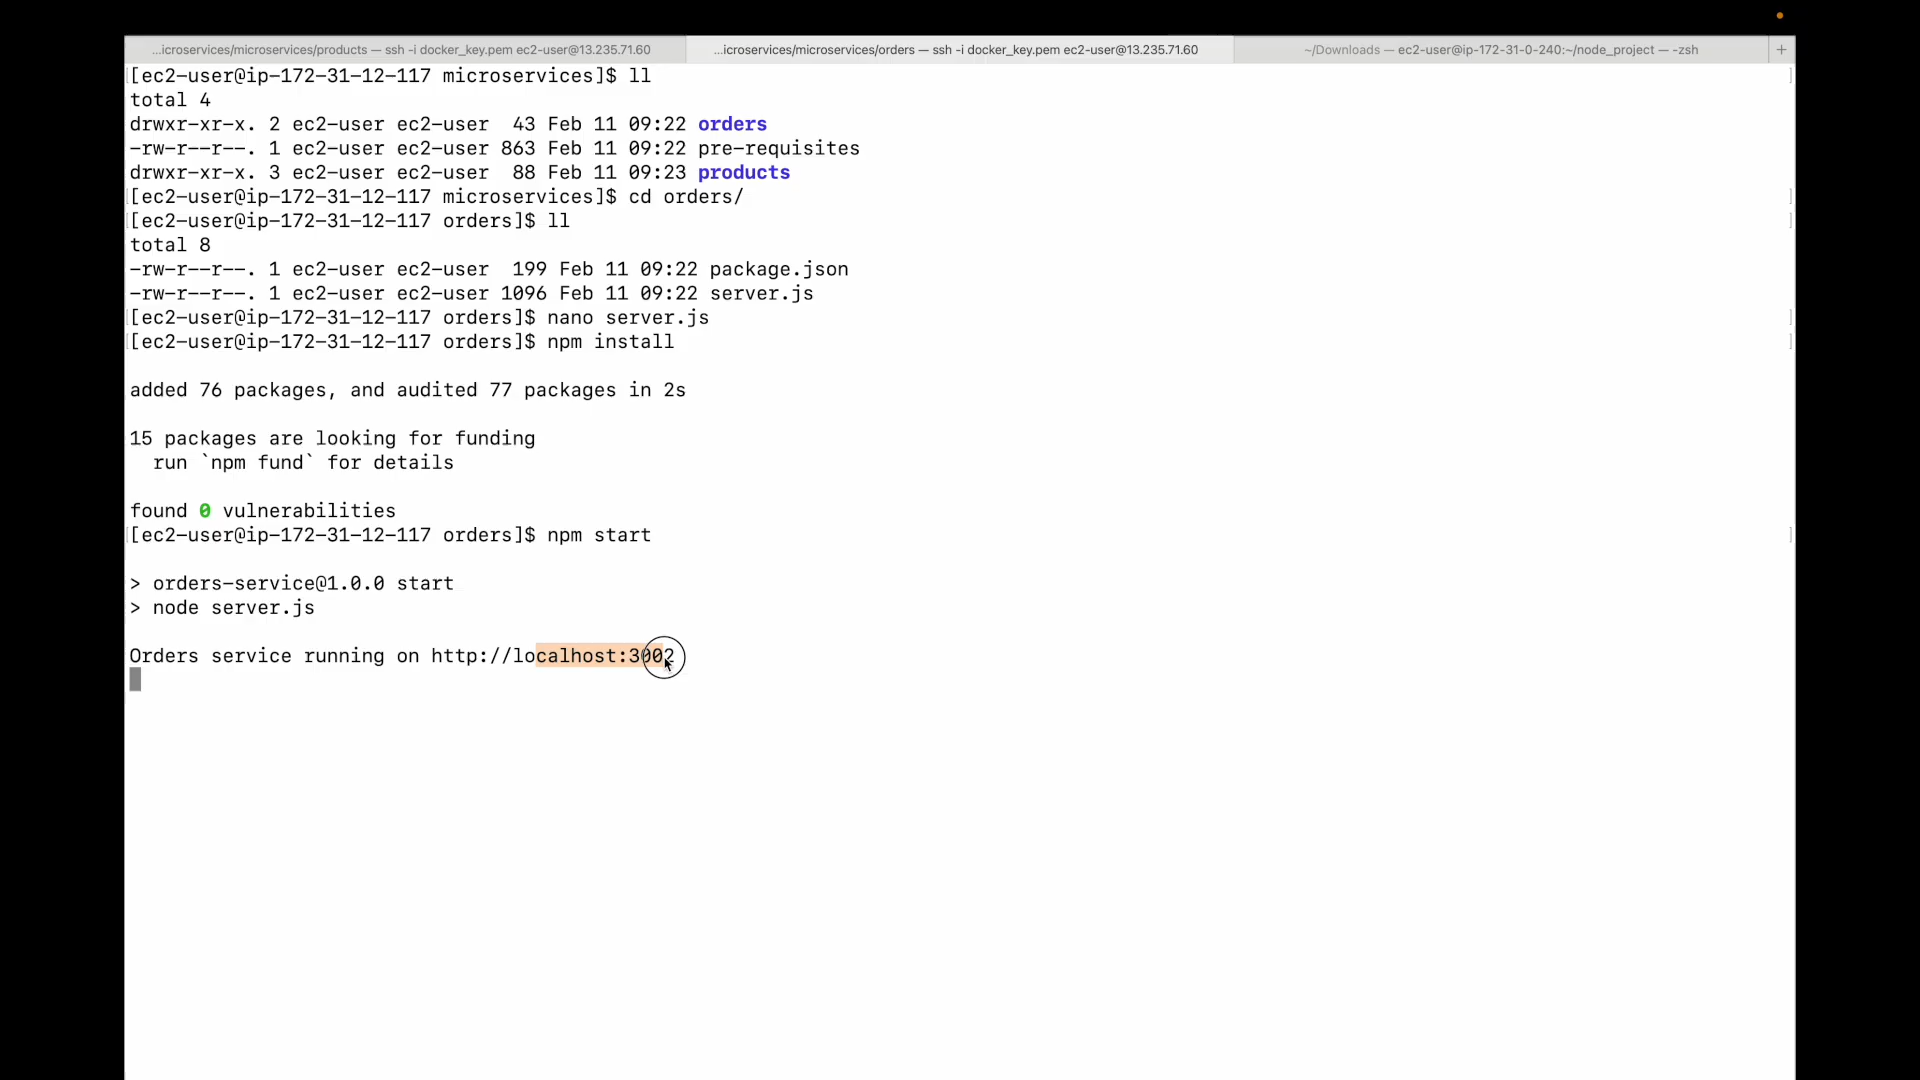 ...icroservices/microservices/products — ssh -i docker_key.pem ec2-user@13.235.71.60
...icroservices/microservices/orders — ssh -i docker_key.pem ec2-user@13.235.71.60
~/Downloads — ec2-user@ip-172-31-0-240:~/node_project — -zsh
+
[ec2-user@ip-172-31-12-117 microservices]$ ll
total 4
drwxr-xr-x. 2 ec2-user ec2-user  43 Feb 11 09:22 orders
-rw-r--r--. 1 ec2-user ec2-user 863 Feb 11 09:22 pre-requisites
drwxr-xr-x. 3 ec2-user ec2-user  88 Feb 11 09:23 products
[ec2-user@ip-172-31-12-117 microservices]$ cd orders/
[ec2-user@ip-172-31-12-117 orders]$ ll
total 8
-rw-r--r--. 1 ec2-user ec2-user  199 Feb 11 09:22 package.json
-rw-r--r--. 1 ec2-user ec2-user 1096 Feb 11 09:22 server.js
[ec2-user@ip-172-31-12-117 orders]$ nano server.js
[ec2-user@ip-172-31-12-117 orders]$ npm install
added 76 packages, and audited 77 packages in 2s
15 packages are looking for funding
  run `npm fund` for details
found 0 vulnerabilities
[ec2-user@ip-172-31-12-117 orders]$ npm start
> orders-service@1.0.0 start
> node server.js
Orders service running on http://localhost:3002